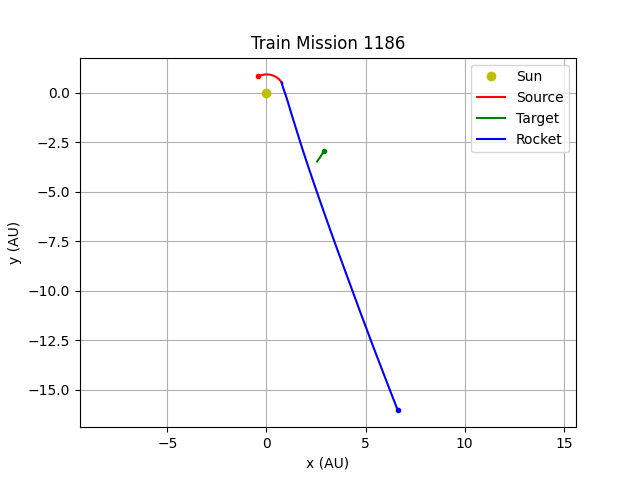 Train Mission 1186
Sun
Source
Target
Rocket
0.0
−2.5
−5.0
−7.5
−10.0
−12.5
−15.0
y (AU)
−5
0
5
10
15
x (AU)